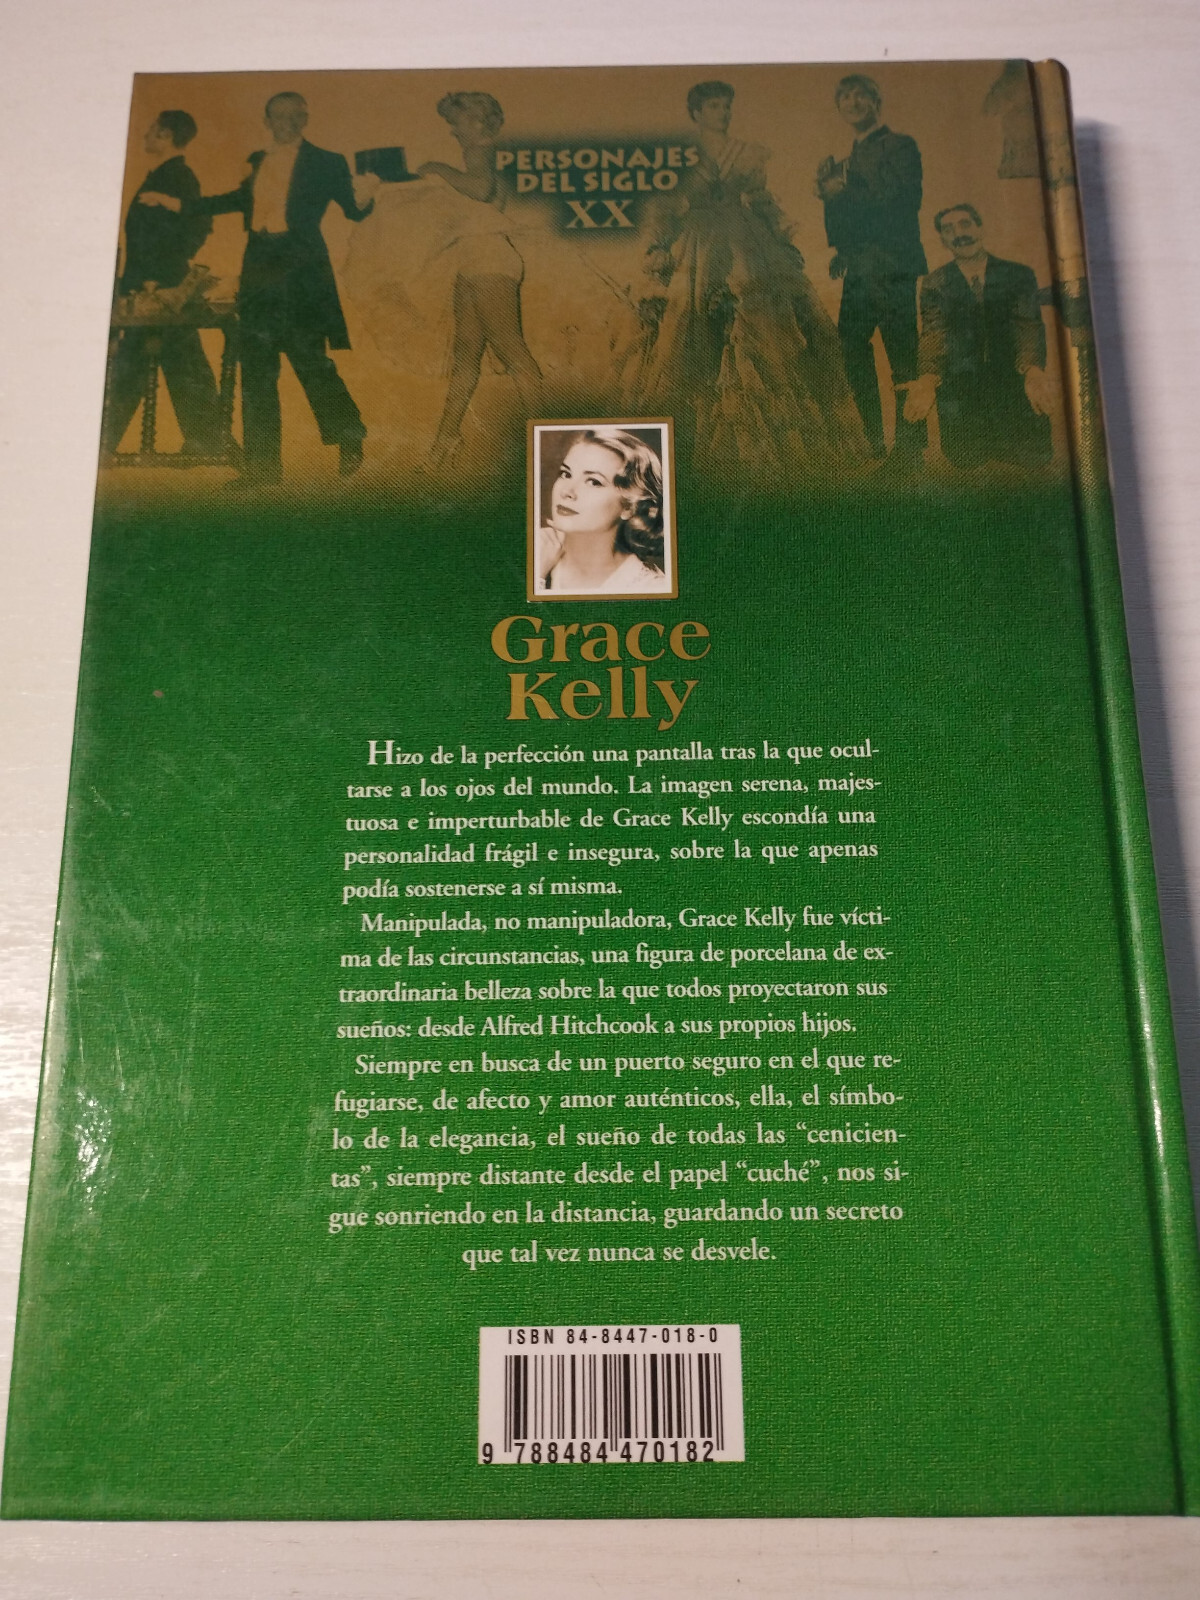 PERSONAJES
DEL SIGLO
XX
Grace
Kelly
Hizo de la perfección una pantalla tras la que ocul-
tarse a los ojos del mundo. La imagen serena, majes-
tuosa e imperturbable de Grace Kelly escondía una
personalidad frágil e insegura, sobre la que apenas
podía sostenerse a sí misma.
Manipulada, no manipuladora, Grace Kelly fue vícti-
ma de las circunstancias, una figura de porcelana de ex-
traordinaria belleza sobre la que todos proyectaron sus
sueños: desde Alfred Hitchcock a sus propios hijos.
Siempre en busca de un puerto seguro en el que re-
fugiarse, de afecto y amor auténticos, ella, el símbo-
lo de la elegancia, el sueño de todas las “cenicien-
tas”, siempre distante desde el papel “cuché”, nos si-
gue sonriendo en la distancia, guardando un secreto
que tal vez nunca se desvele.
ISBN 84-8447-018-0
9 788484 470182